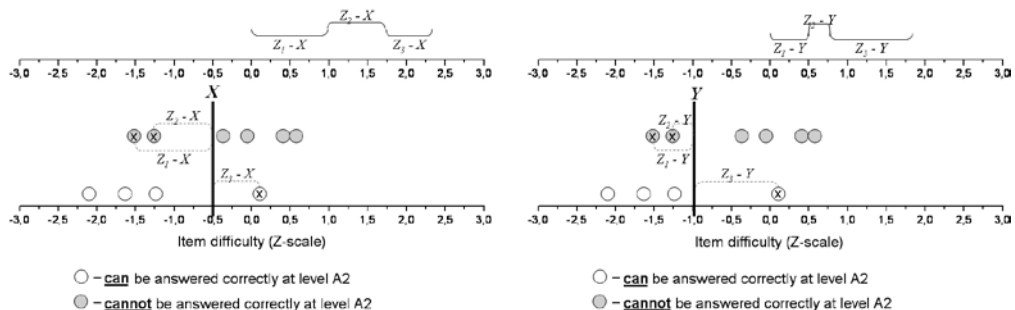 Z₂ - X
Z₁ - X Z₃ - X
-3,0 -2,5 -2,0 -1,5 -1,0 -0,5 0,0 0,5 1,0 1,5 2,0 2,5 3,0
X
Z₂ - X
x x
Z₁ - X
Z₃ - X
x
-3,0 -2,5 -2,0 -1,5 -1,0 -0,5 0,0 0,5 1,0 1,5 2,0 2,5 3,0
Item difficulty (Z-scale)
– can be answered correctly at level A2
– cannot be answered correctly at level A2
Z₂ - Y
Z₁ - Y Z₃ - Y
-3,0 -2,5 -2,0 -1,5 -1,0 -0,5 0,0 0,5 1,0 1,5 2,0 2,5 3,0
Y
Z₂ - Y
x x
Z₁ - Y
Z₃ - Y
x
-3,0 -2,5 -2,0 -1,5 -1,0 -0,5 0,0 0,5 1,0 1,5 2,0 2,5 3,0
Item difficulty (Z-scale)
– can be answered correctly at level A2
– cannot be answered correctly at level A2